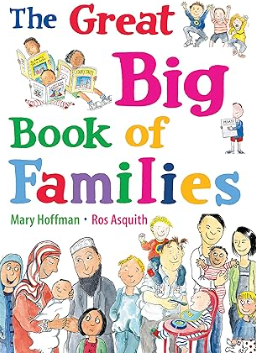 The Great
Big
Book of
Families
Mary Hoffman • Ros Asquith